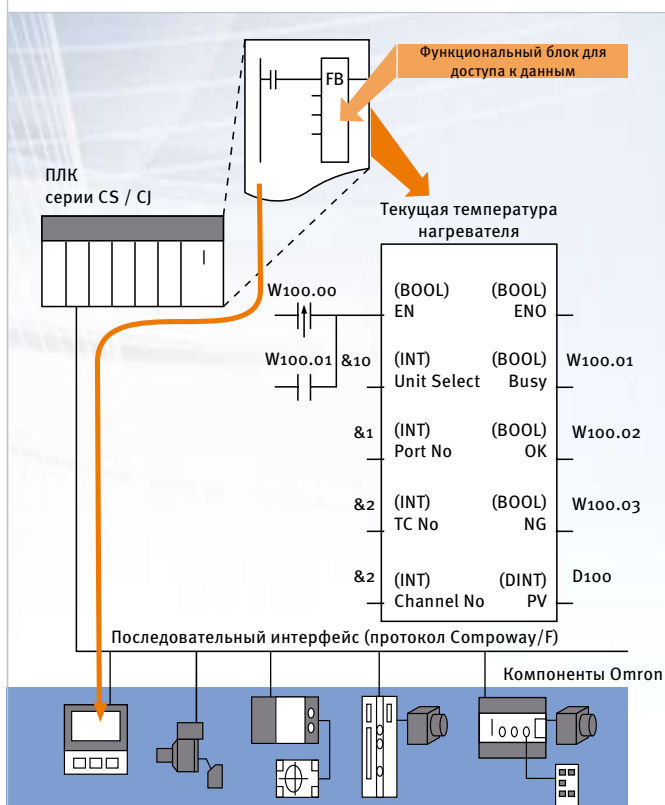 Функциональный блок для
доступа к данным
FB
ПЛК
серии CS / CJ
Текущая температура
нагревателя
W100.00
(BOOL) (BOOL)
EN ENO
W100.01 &10 (INT) (BOOL) W100.01
Unit Select Busy
&1 (INT) (BOOL) W100.02
Port No OK
&2 (INT) (BOOL) W100.03
TC No NG
&2 (INT) (DINT) D100
Channel No PV
Последовательный интерфейс (протокол Compoway/F)
Компоненты Omron